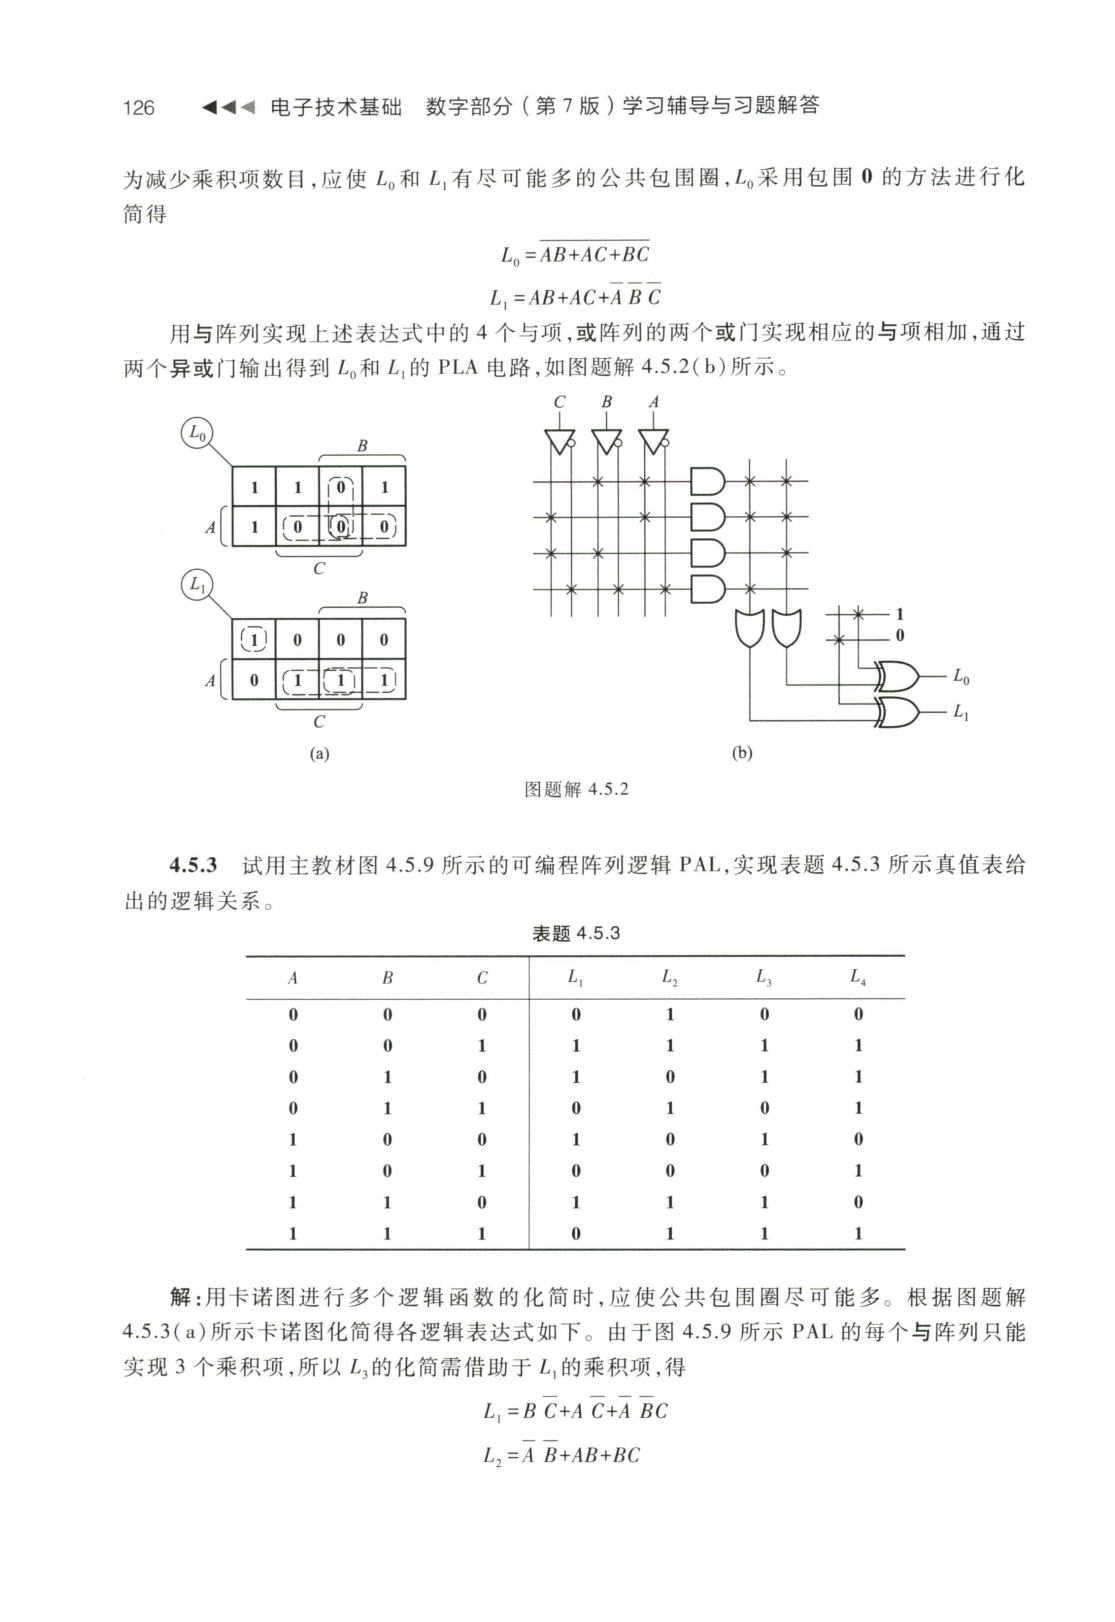 126 ◀◀◀ 电子技术基础 数字部分(第7版)学习辅导与习题解答
为减少乘积项数目,应使 L₀和 L₁有尽可能多的公共包围圈,L₀采用包围 0 的方法进行化
简得
L₀=\overline{AB+AC+BC}
L₁=AB+AC+A̅ B̅ C̅
用与阵列实现上述表达式中的 4 个与项,或阵列的两个或门实现相应的与项相加,通过
两个异或门输出得到 L₀和 L₁的 PLA 电路,如图题解 4.5.2(b)所示。
C B A
L₀
B
1 1 0 1
A 1 0 0 0
C
L₁
B
1 0 0 0
A 0 1 1 1
C
1
0
L₀
L₁
(a) (b)
图题解 4.5.2
4.5.3 试用主教材图 4.5.9 所示的可编程阵列逻辑 PAL,实现表题 4.5.3 所示真值表给
出的逻辑关系。
表题 4.5.3
A B C L₁ L₂ L₃ L₄
0 0 0 0 1 0 0
0 0 1 1 1 1 1
0 1 0 1 0 1 1
0 1 1 0 1 0 1
1 0 0 1 0 1 0
1 0 1 0 0 0 1
1 1 0 1 1 1 0
1 1 1 0 1 1 1
解:用卡诺图进行多个逻辑函数的化简时,应使公共包围圈尽可能多。根据图题解
4.5.3(a)所示卡诺图化简得各逻辑表达式如下。由于图 4.5.9 所示 PAL 的每个与阵列只能
实现 3 个乘积项,所以 L₃的化简需借助于 L₁的乘积项,得
L₁=B C̅+A C̅+A̅ B̅C
L₂=A̅ B̅+AB+BC